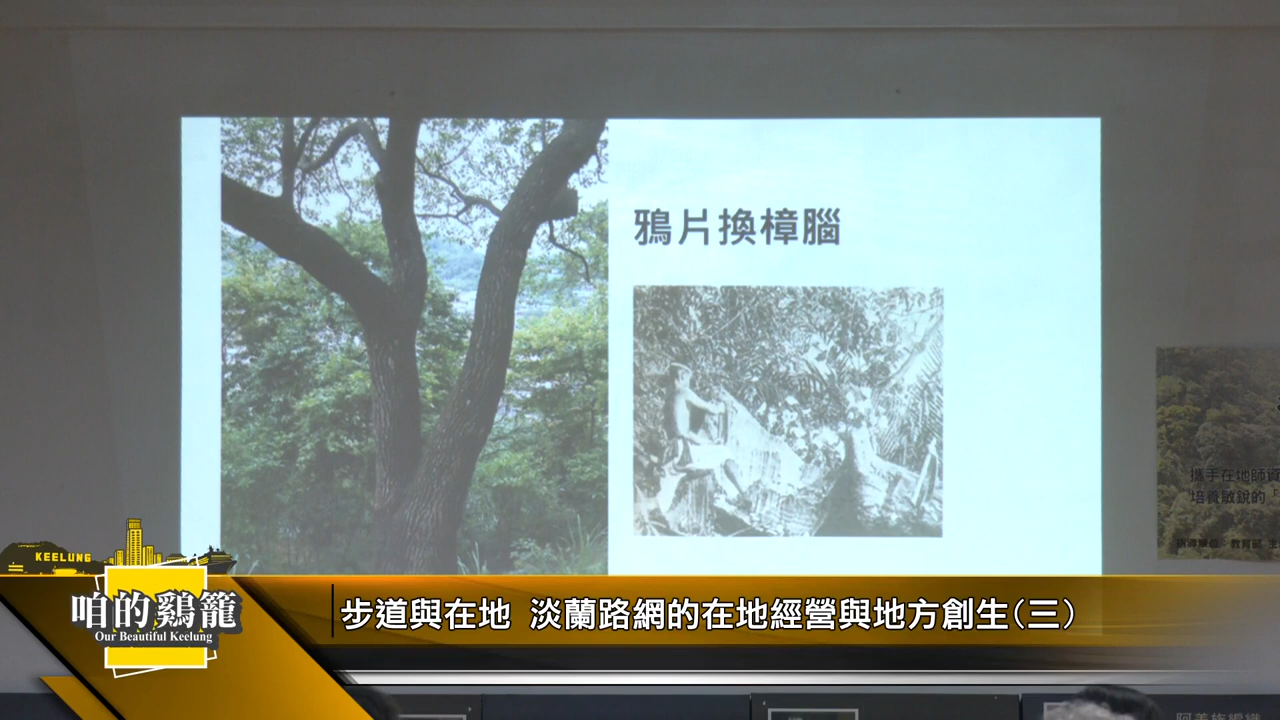 鴉片換樟腦
攜手在地師資
培養敏銳的
KEELUNG
咱的鷄籠
Our Beautiful Keelung
步道與在地 淡蘭路網的在地經營與地方創生(三)